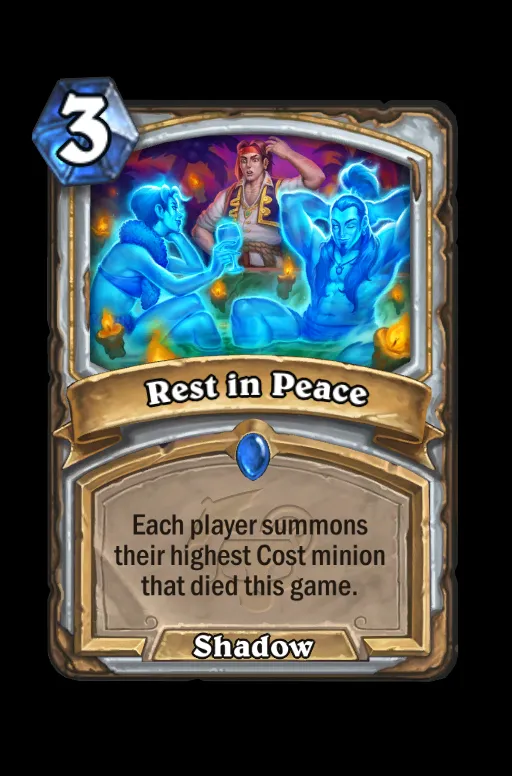 3
Rest in Peace
Each player summons
their highest Cost minion
that died this game.
Shadow